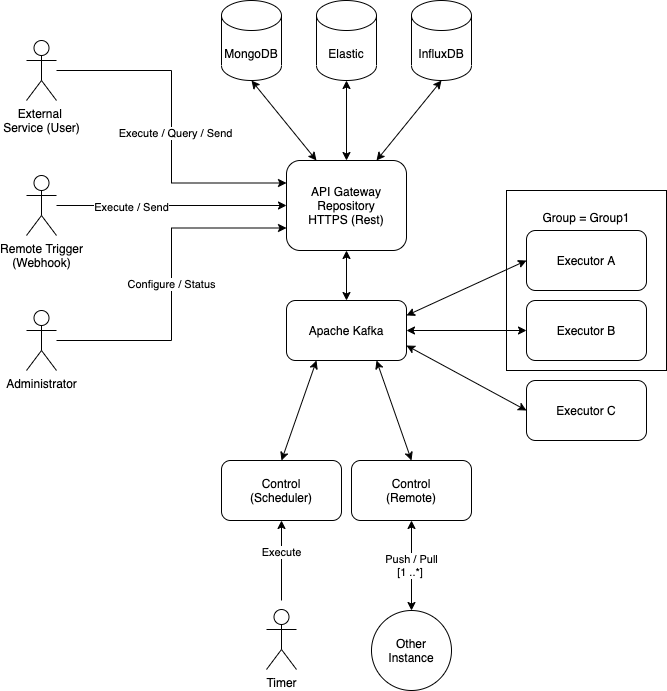 MongoDB
Elastic
InfluxDB
External
Service (User)
Execute / Query / Send
API Gateway
Repository
HTTPS (Rest)
Execute / Send
Remote Trigger
(Webhook)
Configure / Status
Administrator
Group = Group1
Executor A
Executor B
Executor C
Apache Kafka
Control
(Scheduler)
Control
(Remote)
Execute
Push / Pull
[1 ..*]
Timer
Other
Instance